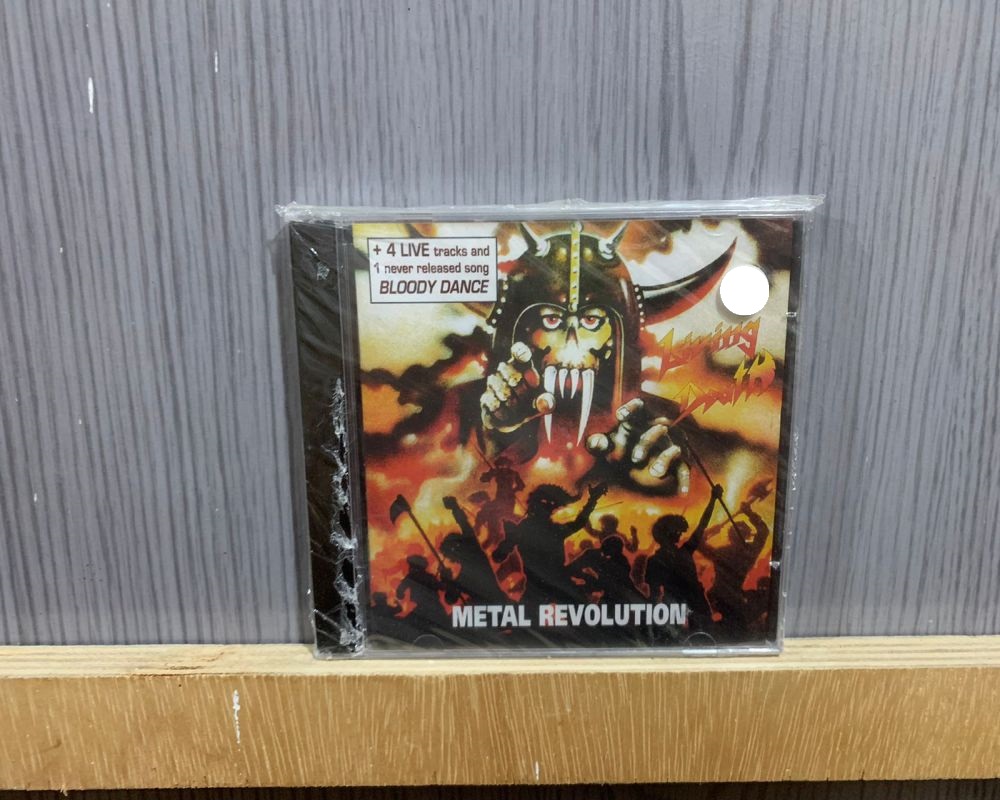 + 4 LIVE tracks and
1 never released song
BLOODY DANCE
Living
Death
METAL REVOLUTION